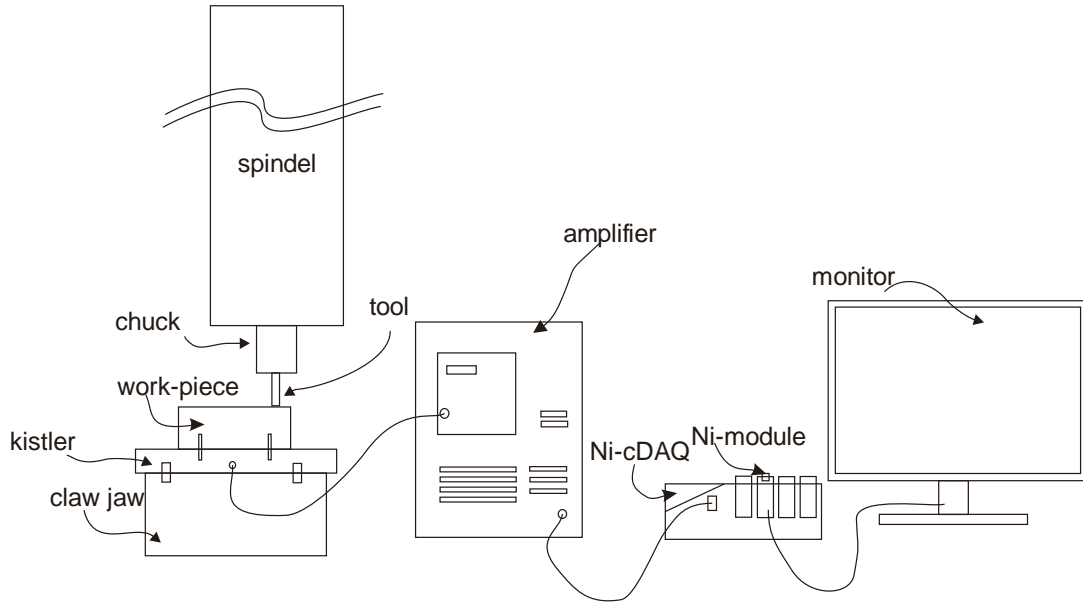 spindel
amplifier
monitor
tool
chuck
work-piece
kistler
Ni-module
Ni-cDAQ
claw jaw